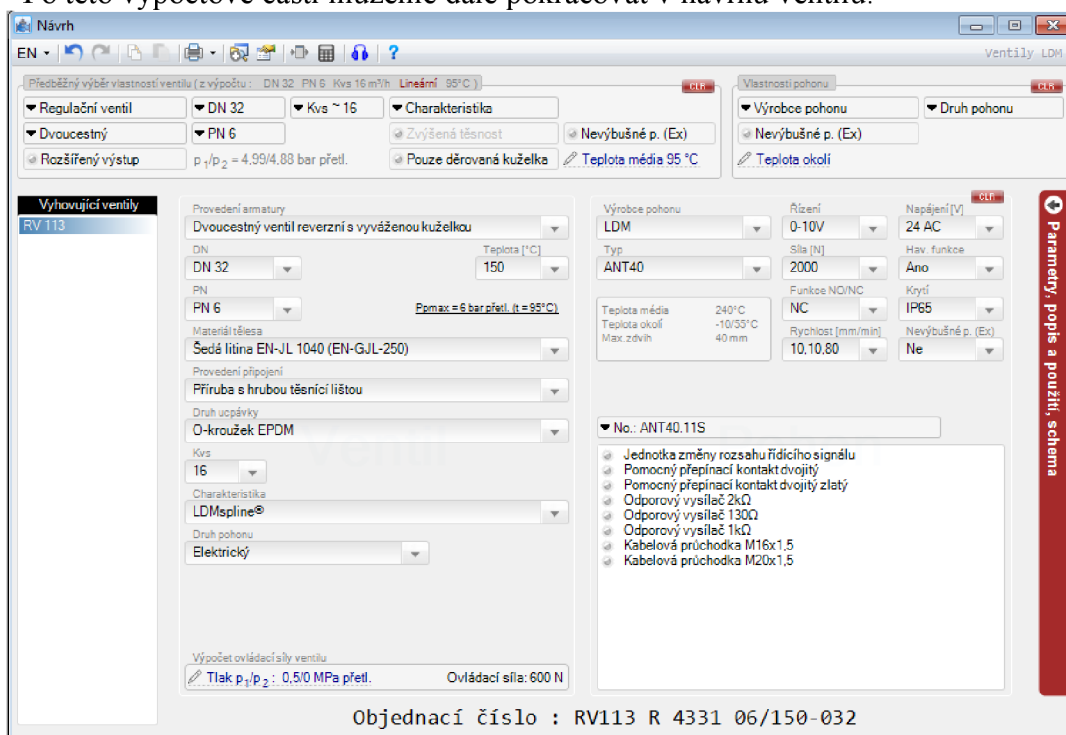 Po této výpočtové části můžeme dále pokračovat v návrhu ventilu.
Návrh
EN
Ventily LDM
Předběžný výběr vlastností ventilu ( z výpočtu : DN 32 PN 6 Kvs 16 m³/h Lineární 95°C )
CLR
Regulační ventil
DN 32
Kvs ~ 16
Charakteristika
Dvoucestný
PN 6
Zvýšená těsnost
Nevýbušné p. (Ex)
Rozšířený výstup
p1/p2 = 4.99/4.88 bar přetl.
Pouze děrovaná kuželka
Teplota média 95 °C
Vlastnosti pohonu
CLR
Výrobce pohonu
Druh pohonu
Nevýbušné p. (Ex)
Teplota okolí
Vyhovující ventily
RV 113
Provedení armatury
Dvoucestný ventil reverzní s vyváženou kuželkou
DN
Teplota [°C]
DN 32
150
PN
PN 6
Ppmax = 6 bar přetl. (t = 95°C)
Materiál tělesa
Šedá litina EN-JL 1040 (EN-GJL-250)
Provedení připojení
Příruba s hrubou těsnící lištou
Druh ucpávky
O-kroužek EPDM
Kvs
16
Charakteristika
LDMspline®
Druh pohonu
Elektrický
Výpočet ovládací síly ventilu
Tlak p1/p2 : 0,5/0 MPa přetl.
Ovládací síla: 600 N
CLR
Výrobce pohonu
Řízení
Napájení [V]
LDM
0-10V
24 AC
Typ
Síla [N]
Hav. funkce
ANT40
2000
Ano
Funkce NO/NC
Krytí
NC
IP65
Teplota média 240°C
Teplota okolí -10/55°C
Max. zdvih 40 mm
Rychlost [mm/min]
Nevýbušné p. (Ex)
10,10,80
Ne
No.: ANT40.11S
Jednotka změny rozsahu řídícího signálu
Pomocný přepínací kontakt dvojitý
Pomocný přepínací kontakt dvojitý zlatý
Odporový vysílač 2kΩ
Odporový vysílač 130Ω
Odporový vysílač 1kΩ
Kabelová průchodka M16x1,5
Kabelová průchodka M20x1,5
Parametry, popis a použití, schema
Objednací číslo : RV113 R 4331 06/150-032